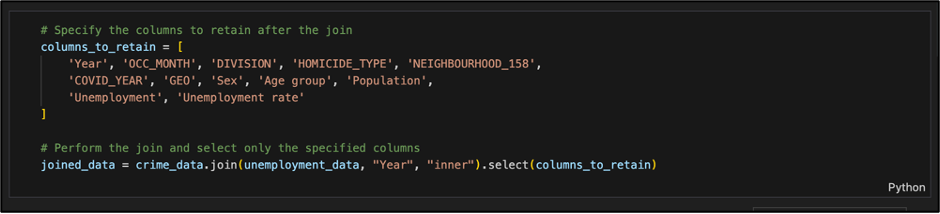 # Specify the columns to retain after the join
columns_to_retain = [
    'Year', 'OCC_MONTH', 'DIVISION', 'HOMICIDE_TYPE', 'NEIGHBOURHOOD_158',
    'COVID_YEAR', 'GEO', 'Sex', 'Age group', 'Population',
    'Unemployment', 'Unemployment rate'
]
# Perform the join and select only the specified columns
joined_data = crime_data.join(unemployment_data, "Year", "inner").select(columns_to_retain)
Python